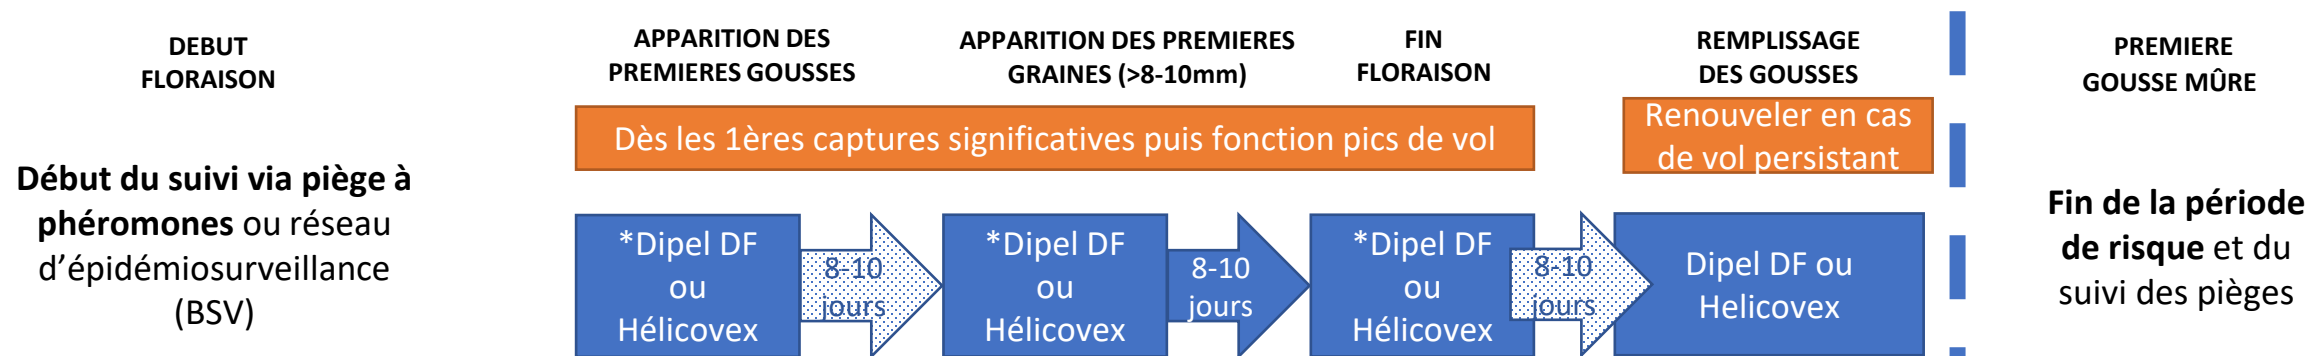 DEBUT
FLORAISON
APPARITION DES
PREMIERES GOUSSES
APPARITION DES PREMIERES
GRAINES (>8-10mm)
FIN
FLORAISON
REMPLISSAGE
DES GOUSSES
PREMIERE
GOUSSE MÛRE
Dès les 1ères captures significatives puis fonction pics de vol
Renouveler en cas
de vol persistant
Début du suivi via piège à
phéromones ou réseau
d’épidémiosurveillance
(BSV)
*Dipel DF
ou
Hélicovex
8-10
jours
*Dipel DF
ou
Hélicovex
8-10
jours
*Dipel DF
ou
Hélicovex
8-10
jours
Dipel DF ou
Helicovex
Fin de la période
de risque et du
suivi des pièges